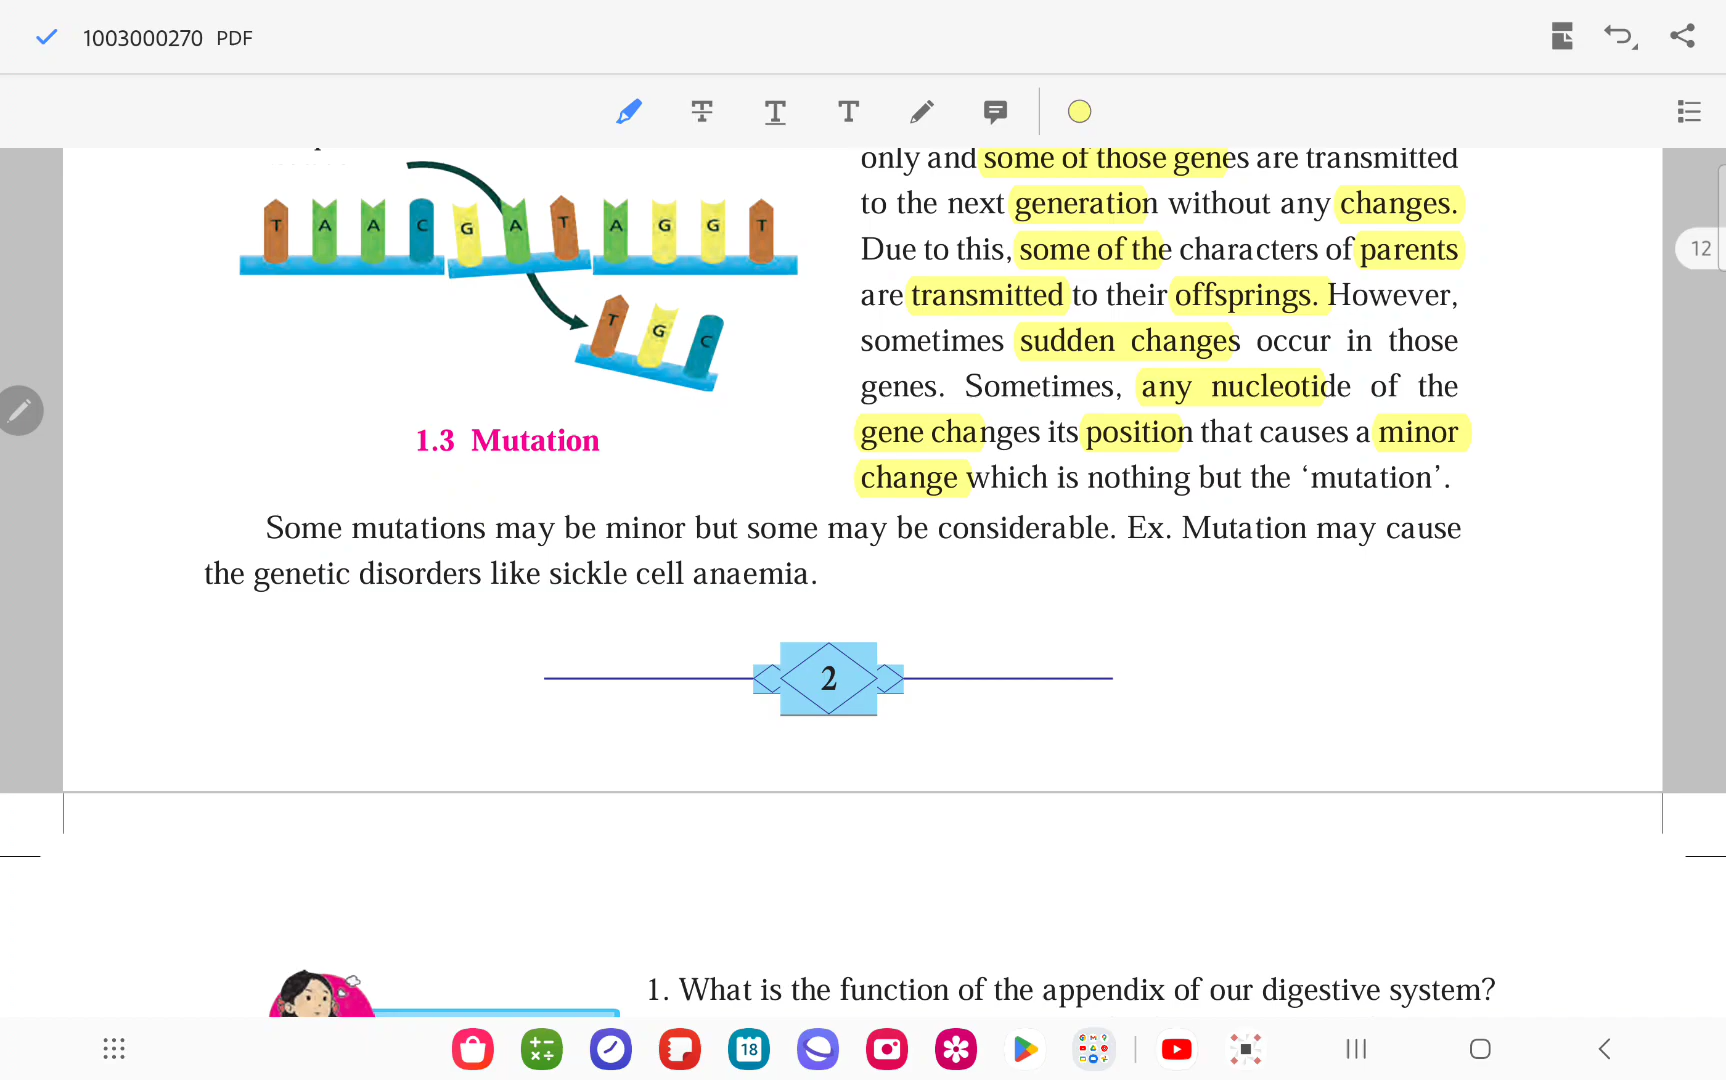 1003000270 PDF
only and some of those genes are transmitted
to the next generation without any changes.
Due to this, some of the characters of parents
are transmitted to their offsprings. However,
sometimes sudden changes occur in those
genes. Sometimes, any nucleotide of the
gene changes its position that causes a minor
change which is nothing but the ‘mutation’.
12
T A A C G A T A G G T
T G C
1.3 Mutation
Some mutations may be minor but some may be considerable. Ex. Mutation may cause
the genetic disorders like sickle cell anaemia.
2
1. What is the function of the appendix of our digestive system?
18